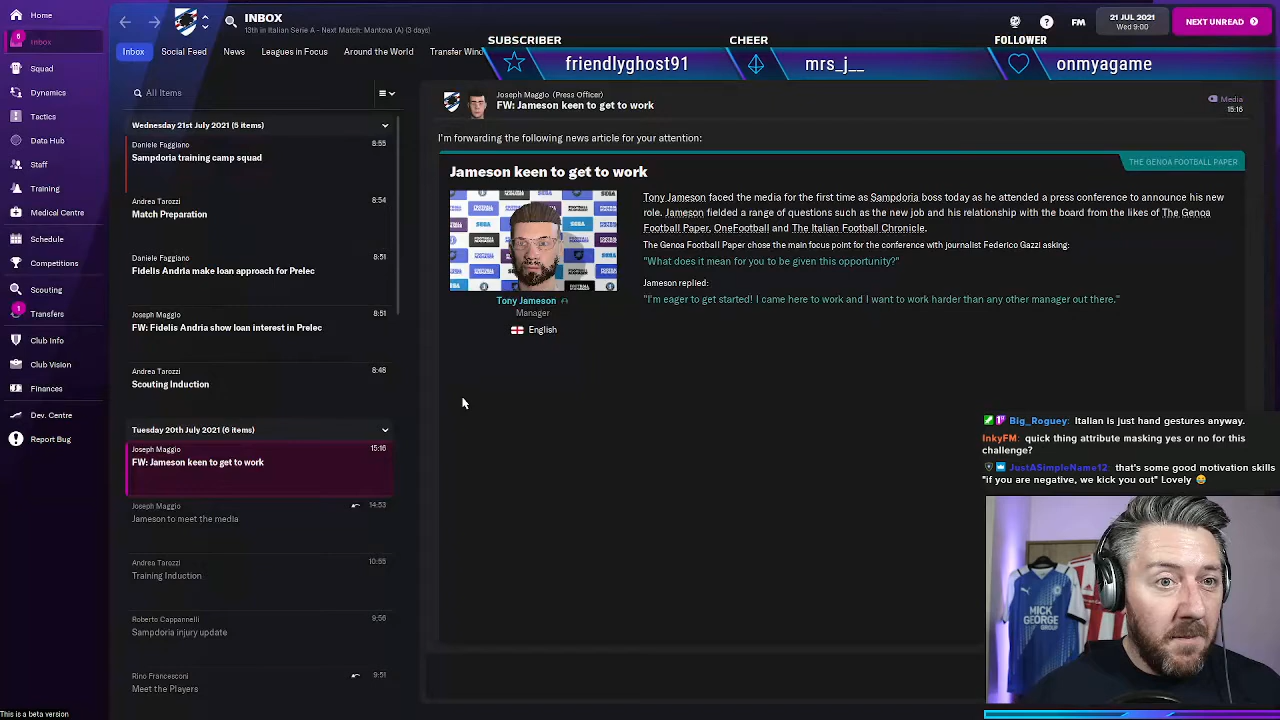 Home
INBOX
13th in Italian Serie A - Next Match: Mantova (A) (3 days)
FM
21 JUL 2021
Wed 9:00
NEXT UNREAD
6
Inbox
Squad
Dynamics
Tactics
Data Hub
Staff
Training
Medical Centre
Schedule
Competitions
Scouting
1
Transfers
Club Info
Club Vision
Finances
Dev. Centre
Report Bug
This is a beta version
Inbox
Social Feed
News
Leagues in Focus
Around the World
Transfer Wind
SUBSCRIBER
friendlyghost91
CHEER
mrs_j__
FOLLOWER
onmyagame
All Items
Wednesday 21st July 2021 (5 items)
Daniele Faggiano 8:55
Sampdoria training camp squad
Andrea Tarozzi 8:54
Match Preparation
Daniele Faggiano 8:51
Fidelis Andria make loan approach for Prelec
Joseph Maggio 8:51
FW: Fidelis Andria show loan interest in Prelec
Andrea Tarozzi 8:48
Scouting Induction
Tuesday 20th July 2021 (6 items)
Joseph Maggio 15:16
FW: Jameson keen to get to work
Joseph Maggio 14:53
Jameson to meet the media
Andrea Tarozzi 10:55
Training Induction
Roberto Cappannelli 9:56
Sampdoria injury update
Rino Francesconi 9:51
Meet the Players
Joseph Maggio (Press Officer)
FW: Jameson keen to get to work
Media
15:16
I'm forwarding the following news article for your attention:
THE GENOA FOOTBALL PAPER
Jameson keen to get to work
SEGA
Tony Jameson
Manager
English
Tony Jameson faced the media for the first time as Sampdoria boss today as he attended a press conference to announce his new
role. Jameson fielded a range of questions such as the new job and his relationship with the board from the likes of The Genoa
Football Paper, OneFootball and The Italian Football Chronicle.
The Genoa Football Paper chose the main focus point for the conference with journalist Federico Gazzi asking:
"What does it mean for you to be given this opportunity?"
Jameson replied:
"I'm eager to get started! I came here to work and I want to work harder than any other manager out there."
Big_Roguey: Italian is just hand gestures anyway.
InkyFM: quick thing attribute masking yes or no for this
challenge?
JustASimpleName12: that's some good motivation skills
"if you are negative, we kick you out" Lovely 😂
MICK
GEORGE
GROUP